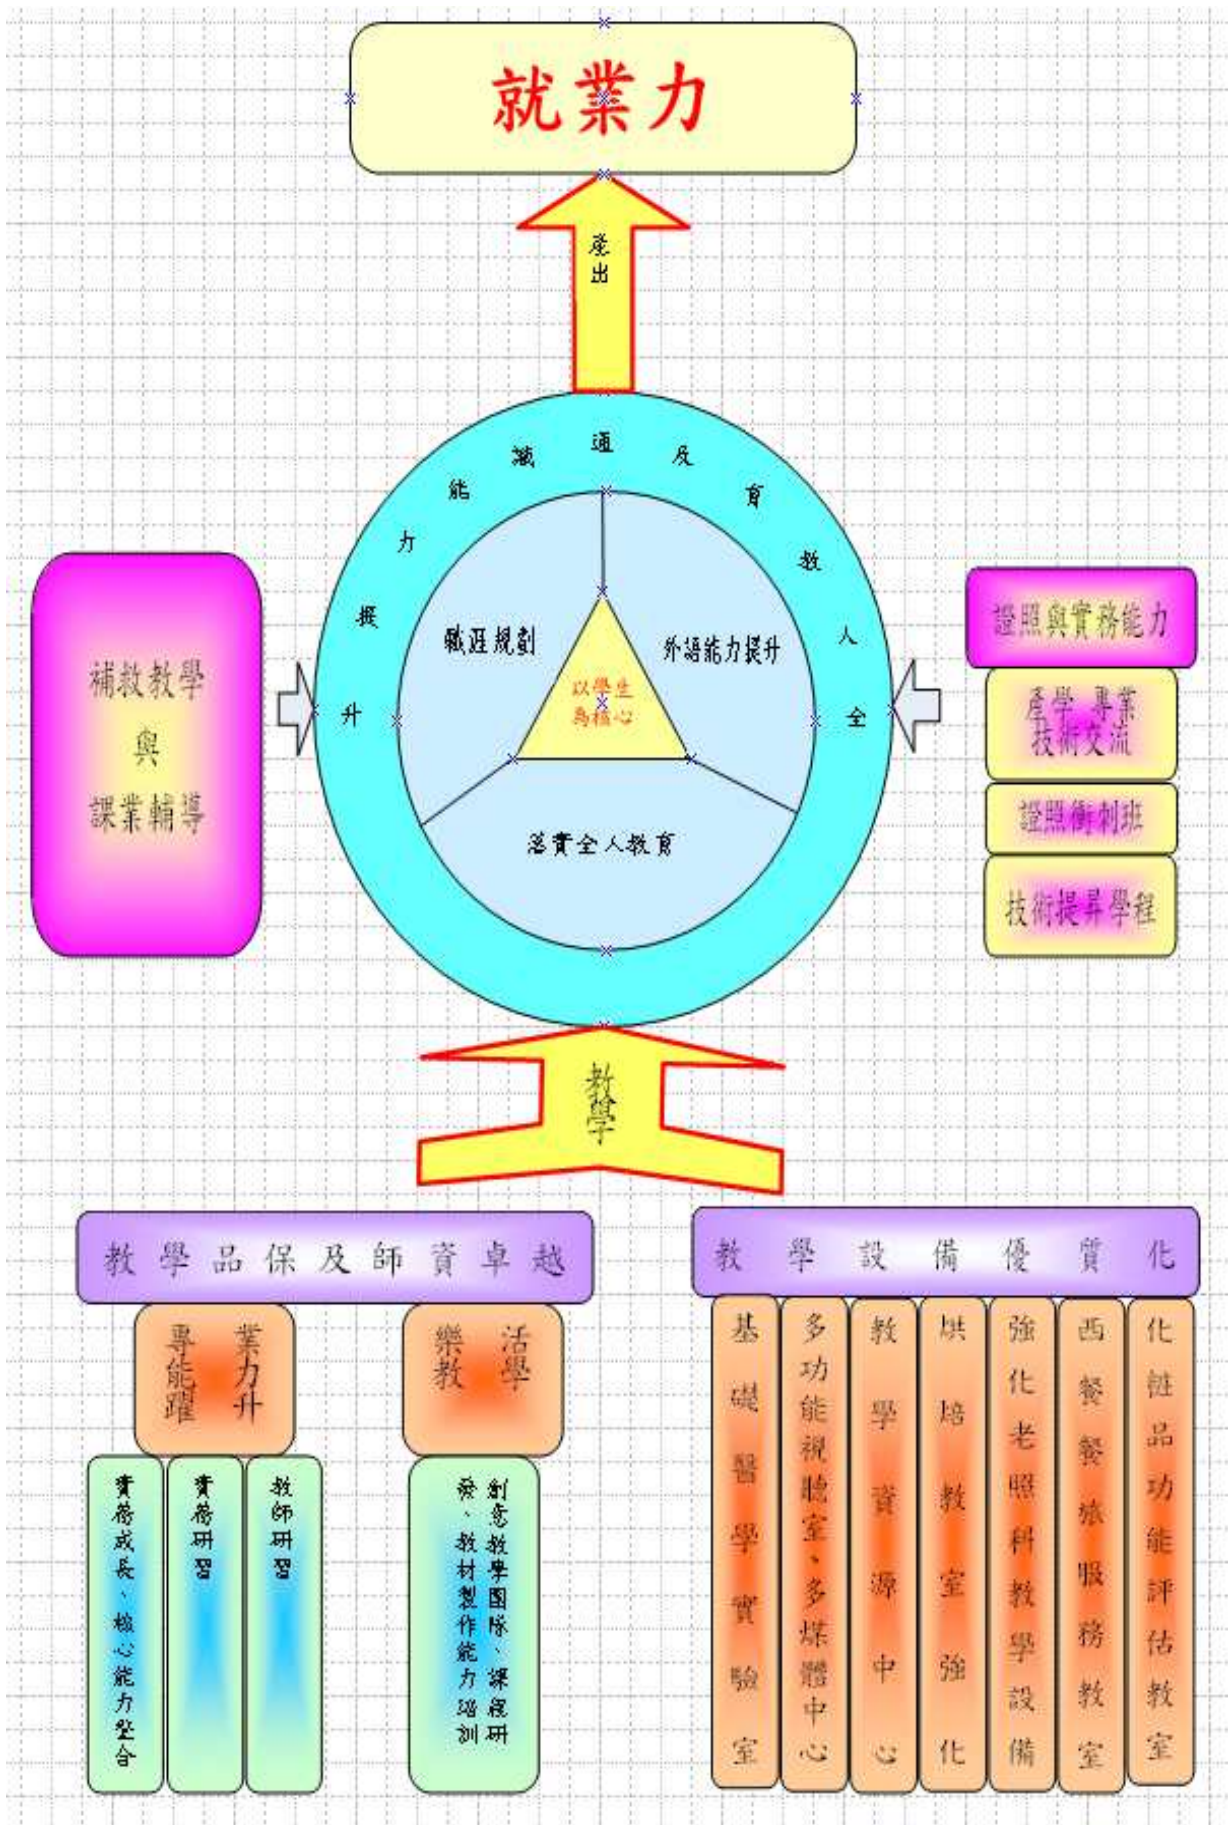 就業力
產出
全人教育及通識能力提升
職涯規劃
外語能力提升
以學生
為核心
落實全人教育
補救教學
與
課業輔導
證照與實務能力
產學 專業
技術交流
證照衝刺班
技術提昇學程
教學
教學品保及師資卓越
專業
能力
躍升
樂活
教學
實務成長、核心能力整合
實務研習
教師研習
創意教學團隊、課程研
發、教材製作能力培訓
教學設備優質化
基礎醫學實驗室
多功能視聽室、多媒體中心
教學資源中心
烘培教室強化
強化老照科教學設備
西餐餐旅服務教室
化粧品功能評估教室